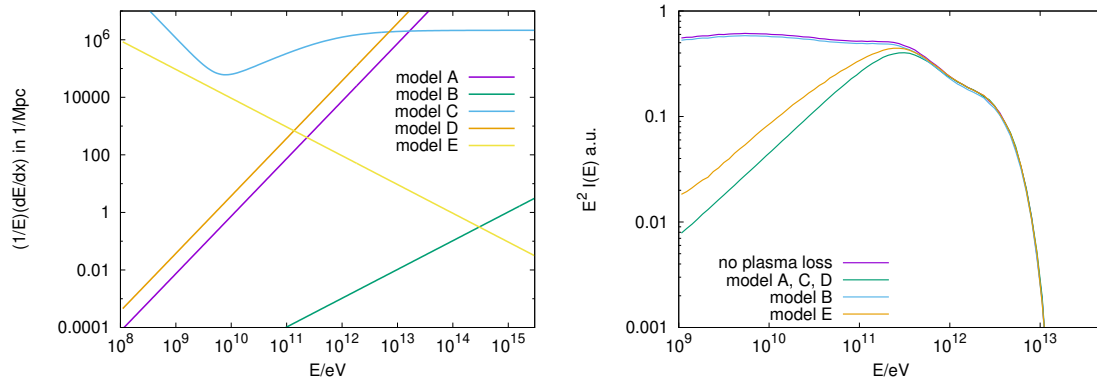 (1/E)(dE/dx) in 1/Mpc
10^6
10000
100
1
0.01
0.0001
model A
model B
model C
model D
model E
10^8 10^9 10^10 10^11 10^12 10^13 10^14 10^15
E/eV
E^2 I(E) a.u.
1
0.1
0.01
0.001
no plasma loss
model A, C, D
model B
model E
10^9 10^10 10^11 10^12 10^13
E/eV